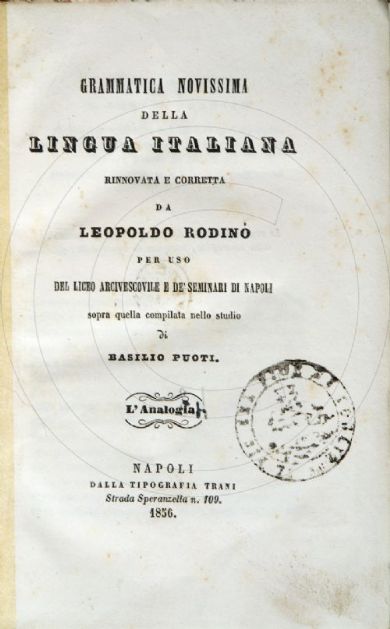 GRAMMATICA NOVISSIMA
DELLA
LINGUA ITALIANA
RINNOVATA E CORRETTA
DA
LEOPOLDO RODINÒ
PER USO
DEL LICEO ARCIVESCOVILE E DE' SEMINARI DI NAPOLI
sopra quella compilata nello studio
di
BASILIO PUOTI.
L'Analogia
NAPOLI
DALLA TIPOGRAFIA TRANI
Strada Speranzella n. 109.
1856.